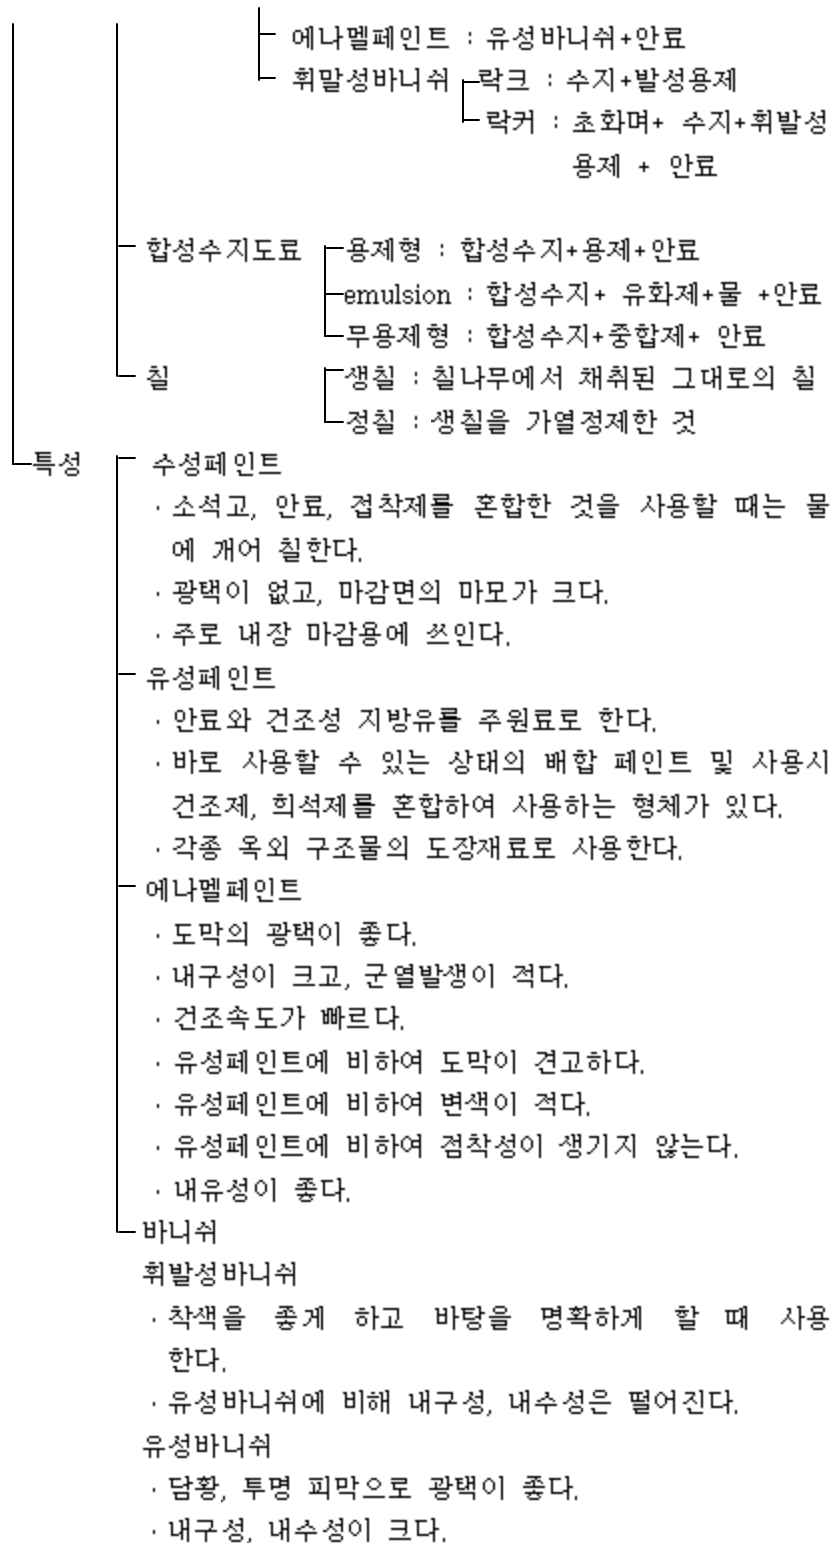 에나멜페인트 : 유성바니쉬+안료
휘말성바니쉬 락크 : 수지+발성용제
락커 : 초화며+ 수지+휘발성
용제 + 안료
합성수지도료 용제형 : 합성수지+용제+안료
emulsion : 합성수지+ 유화제+물 +안료
무용제형 : 합성수지+중합제+ 안료
칠 생칠 : 칠나무에서 채취된 그대로의 칠
정칠 : 생칠을 가열정제한 것
특성 수성페인트
· 소석고, 안료, 접착제를 혼합한 것을 사용할 때는 물
에 개어 칠한다.
· 광택이 없고, 마감면의 마모가 크다.
· 주로 내장 마감용에 쓰인다.
유성페인트
· 안료와 건조성 지방유를 주원료로 한다.
· 바로 사용할 수 있는 상태의 배합 페인트 및 사용시
건조제, 희석제를 혼합하여 사용하는 형체가 있다.
· 각종 옥외 구조물의 도장재료로 사용한다.
에나멜페인트
· 도막의 광택이 좋다.
· 내구성이 크고, 군열발생이 적다.
· 건조속도가 빠르다.
· 유성페인트에 비하여 도막이 견고하다.
· 유성페인트에 비하여 변색이 적다.
· 유성페인트에 비하여 점착성이 생기지 않는다.
· 내유성이 좋다.
바니쉬
휘발성바니쉬
· 착색을 좋게 하고 바탕을 명확하게 할 때 사용
한다.
· 유성바니쉬에 비해 내구성, 내수성은 떨어진다.
유성바니쉬
· 담황, 투명 피막으로 광택이 좋다.
· 내구성, 내수성이 크다.